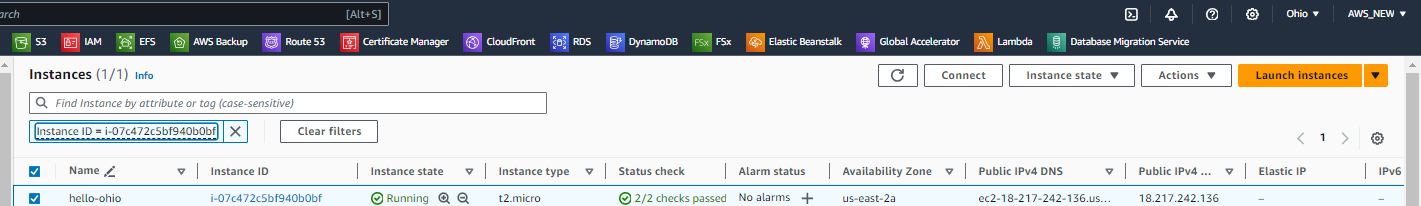 arch [Alt+S] Ohio ▼ AWS_NEW ▼
S3 IAM EFS AWS Backup Route 53 Certificate Manager CloudFront RDS DynamoDB FSx FSx Elastic Beanstalk Global Accelerator Lambda Database Migration Service
Instances (1/1) Info Connect Instance state ▼ Actions ▼ Launch instances ▼
Find Instance by attribute or tag (case-sensitive)
Instance ID = i-07c472c5bf940b0bf Clear filters
1
Name Instance ID Instance state Instance type Status check Alarm status Availability Zone Public IPv4 DNS Public IPv4 ... Elastic IP IPv6
hello-ohio i-07c472c5bf940b0bf Running t2.micro 2/2 checks passed No alarms + us-east-2a ec2-18-217-242-136.us... 18.217.242.136 – –